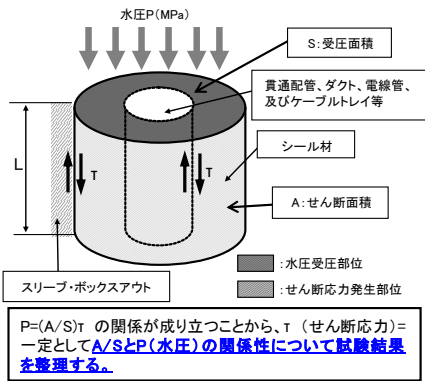 水圧P(MPa)
S:受圧面積
貫通配管、ダクト、電線管、
及びケーブルトレイ等
シール材
L
τ
τ
A:せん断面積
スリーブ・ボックスアウト
:水圧受圧部位
:せん断応力発生部位
P=(A/S)τ の関係が成り立つことから、τ (せん断応力)=
一定としてA/SとP(水圧)の関係性について試験結果
を整理する。